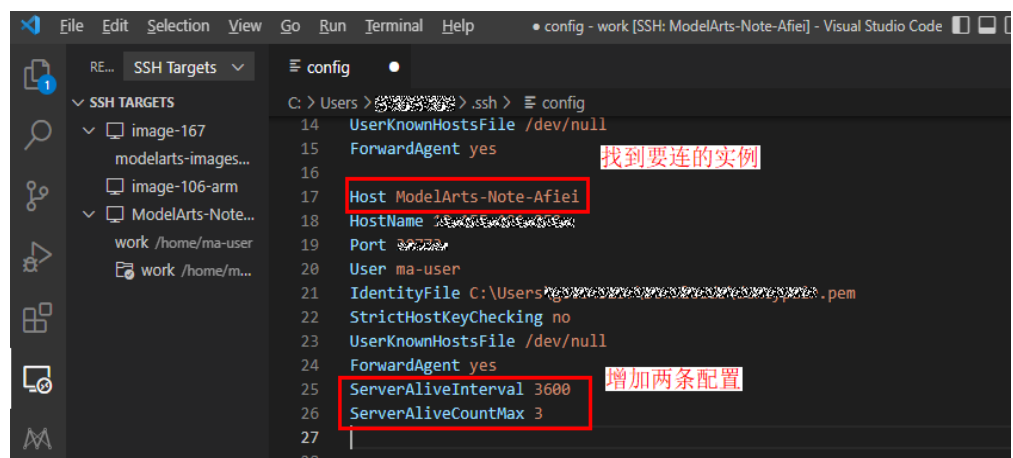 File Edit Selection View Go Run Terminal Help ● config - work [SSH: ModelArts-Note-Afiei] - Visual Studio Code
RE... SSH Targets
config ●
1
SSH TARGETS
C: > Users > > .ssh > config
image-167
modelarts-images...
image-106-arm
ModelArts-Note...
work /home/ma-user
work /home/m...
14 UserKnownHostsFile /dev/null
15 ForwardAgent yes
找到要连的实例
16
17 Host ModelArts-Note-Afiei
18 HostName
19 Port
20 User ma-user
21 IdentityFile C:\Users .pem
22 StrictHostKeyChecking no
23 UserKnownHostsFile /dev/null
24 ForwardAgent yes
增加两条配置
25 ServerAliveInterval 3600
26 ServerAliveCountMax 3
27